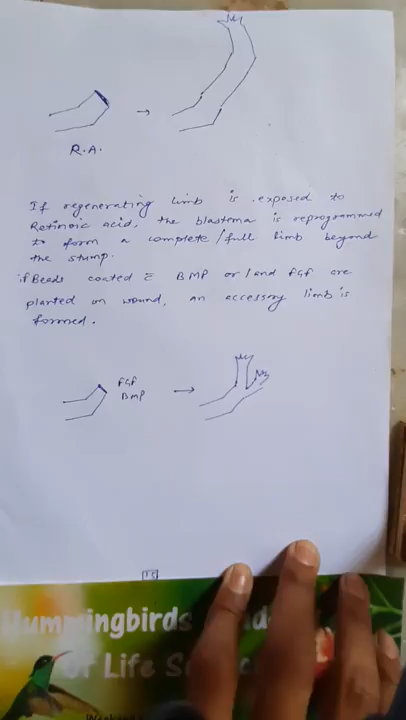 R.A.
If regenerating limb is exposed to
Retinoic acid, the blastema is reprogrammed
to form a complete/full limb beyond
the stump.
if Beads coated c̄ BMP or/and FGF are
planted on wound, an accessory limb is
formed.
FGF
BMP
15
Hummingbirds
of Life Sc